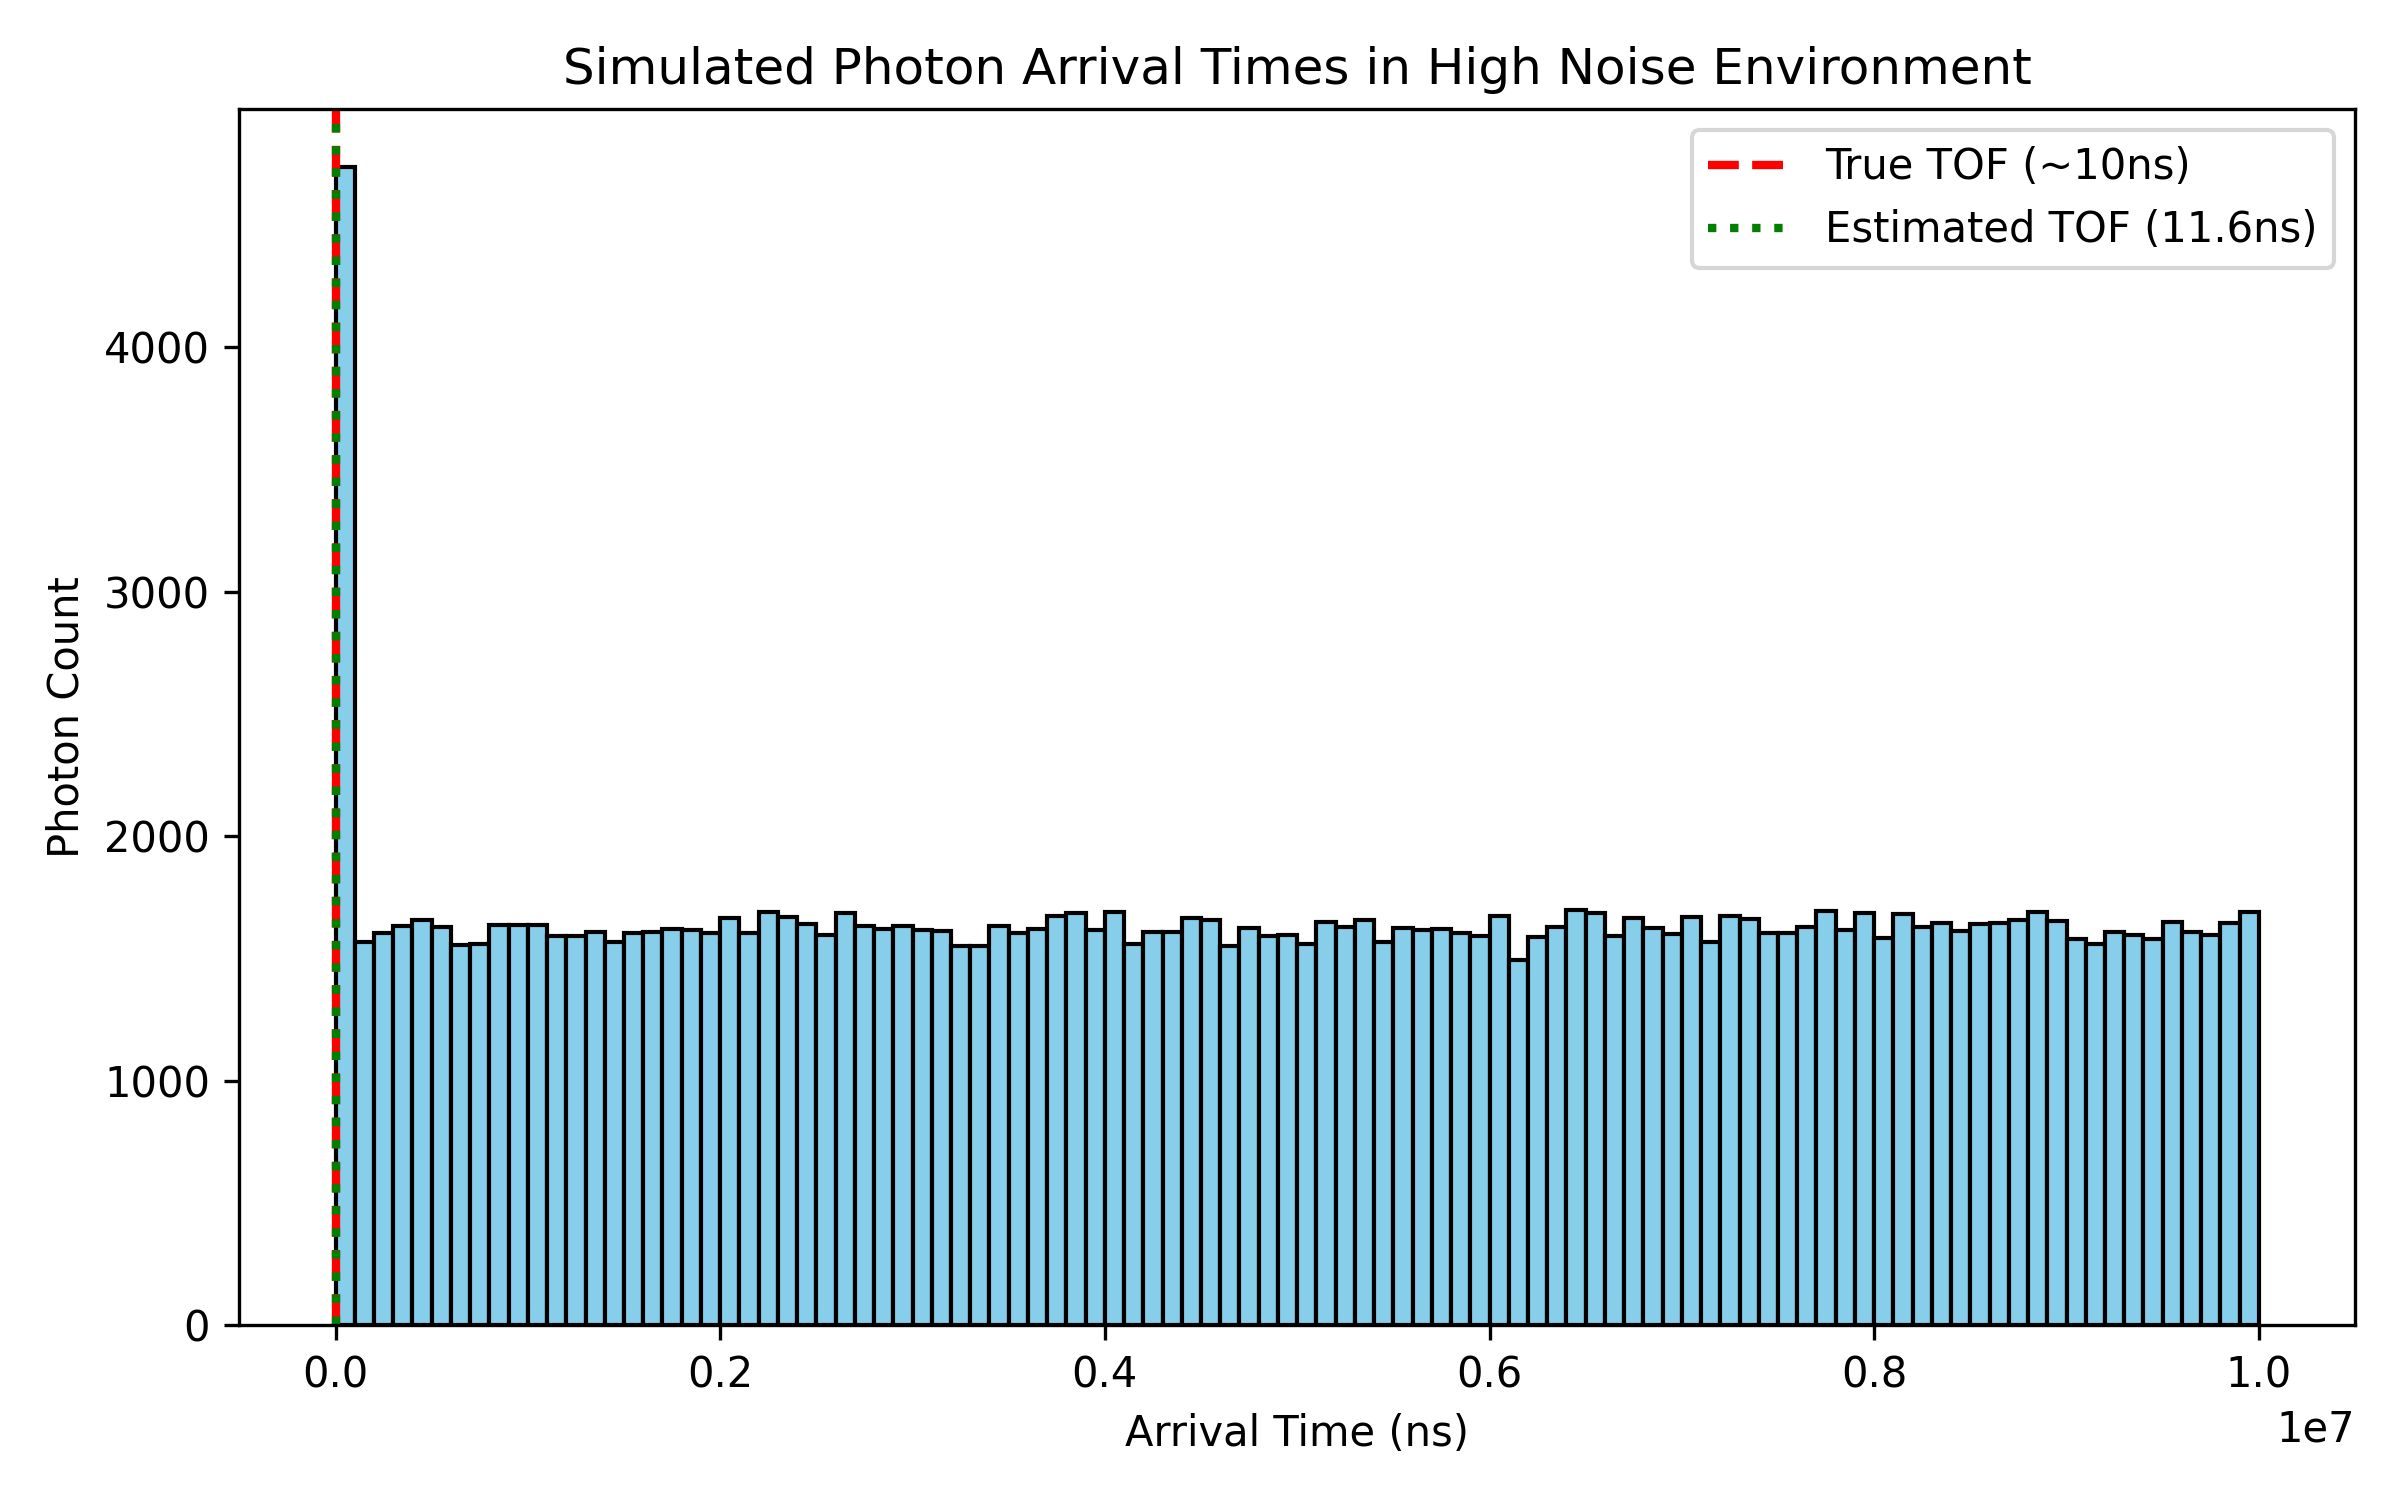 Simulated Photon Arrival Times in High Noise Environment
True TOF (~10ns)
Estimated TOF (11.6ns)
4000
3000
2000
1000
0
Photon Count
0.0 0.2 0.4 0.6 0.8 1.0
1e7
Arrival Time (ns)